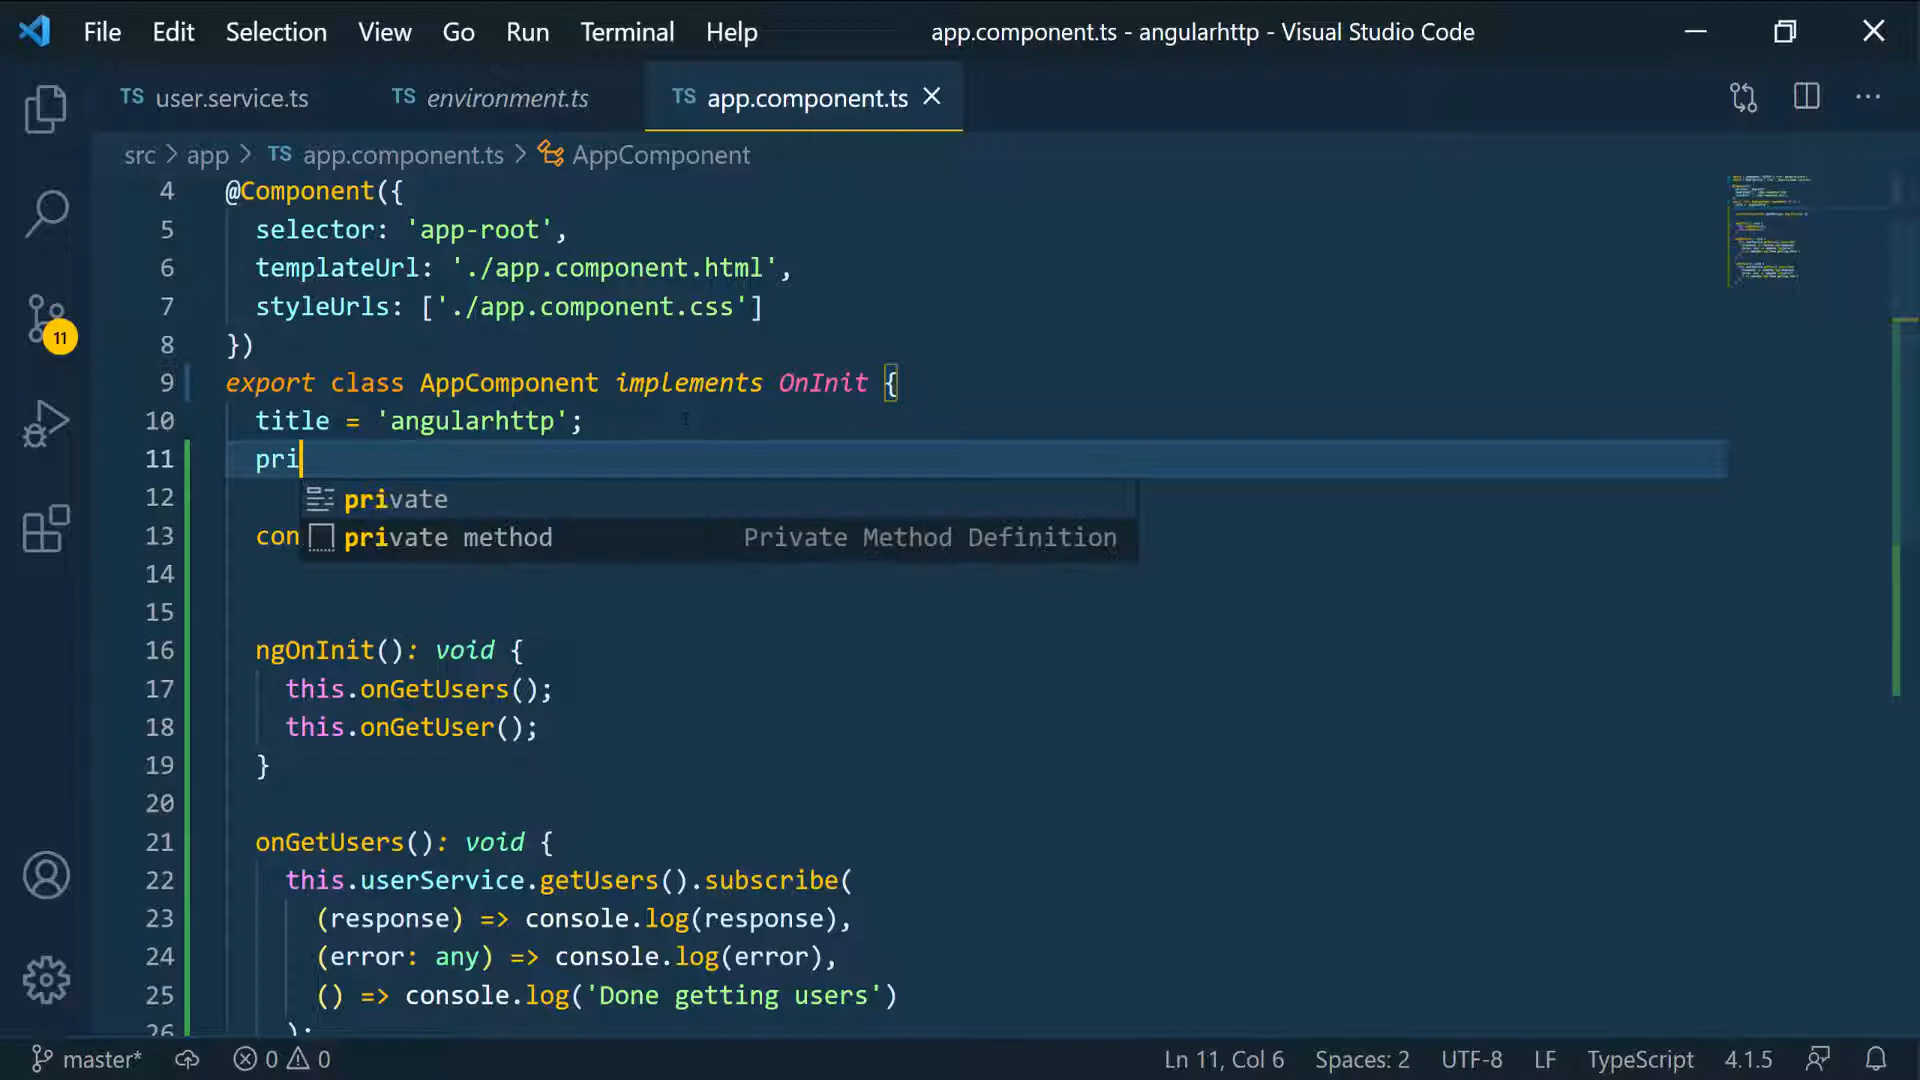 File Edit Selection View Go Run Terminal Help app.component.ts - angularhttp - Visual Studio Code
TS user.service.ts TS environment.ts TS app.component.ts
src > app > TS app.component.ts > AppComponent
4 @Component({
5 selector: 'app-root',
6 templateUrl: './app.component.html',
7 styleUrls: ['./app.component.css']
8 })
9 export class AppComponent implements OnInit {
10 title = 'angularhttp';
11 pri
12 private
13 con private method Private Method Definition
14
15
16 ngOnInit(): void {
17 this.onGetUsers();
18 this.onGetUser();
19 }
20
21 onGetUsers(): void {
22 this.userService.getUsers().subscribe(
23 (response) => console.log(response),
24 (error: any) => console.log(error),
25 () => console.log('Done getting users')
26 );
11
master* 0 0 Ln 11, Col 6 Spaces: 2 UTF-8 LF TypeScript 4.1.5